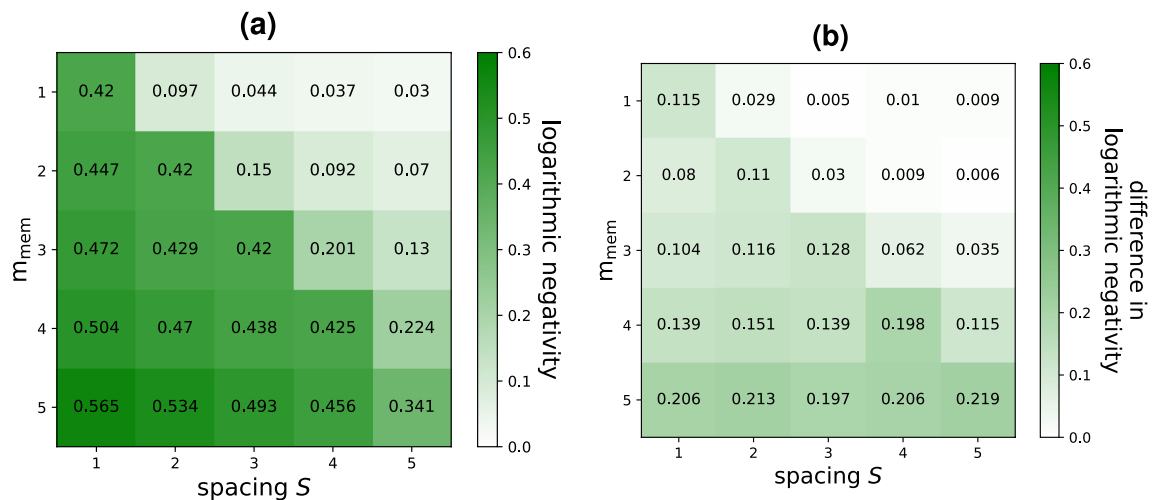 (a)
0.6
0.5
0.4
0.3
0.2
0.1
0.0
logarithmic negativity
m_mem
1 0.42 0.097 0.044 0.037 0.03
2 0.447 0.42 0.15 0.092 0.07
3 0.472 0.429 0.42 0.201 0.13
4 0.504 0.47 0.438 0.425 0.224
5 0.565 0.534 0.493 0.456 0.341
1 2 3 4 5
spacing S
(b)
0.6
0.5
0.4
0.3
0.2
0.1
0.0
difference in
logarithmic negativity
m_mem
1 0.115 0.029 0.005 0.01 0.009
2 0.08 0.11 0.03 0.009 0.006
3 0.104 0.116 0.128 0.062 0.035
4 0.139 0.151 0.139 0.198 0.115
5 0.206 0.213 0.197 0.206 0.219
1 2 3 4 5
spacing S